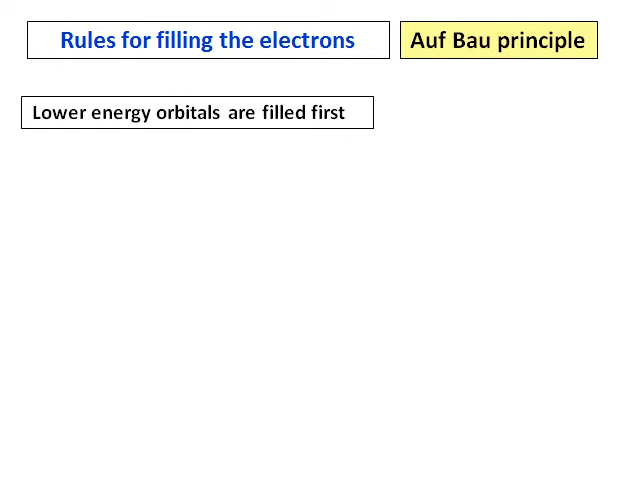 Rules for filling the electrons
Auf Bau principle
Lower energy orbitals are filled first